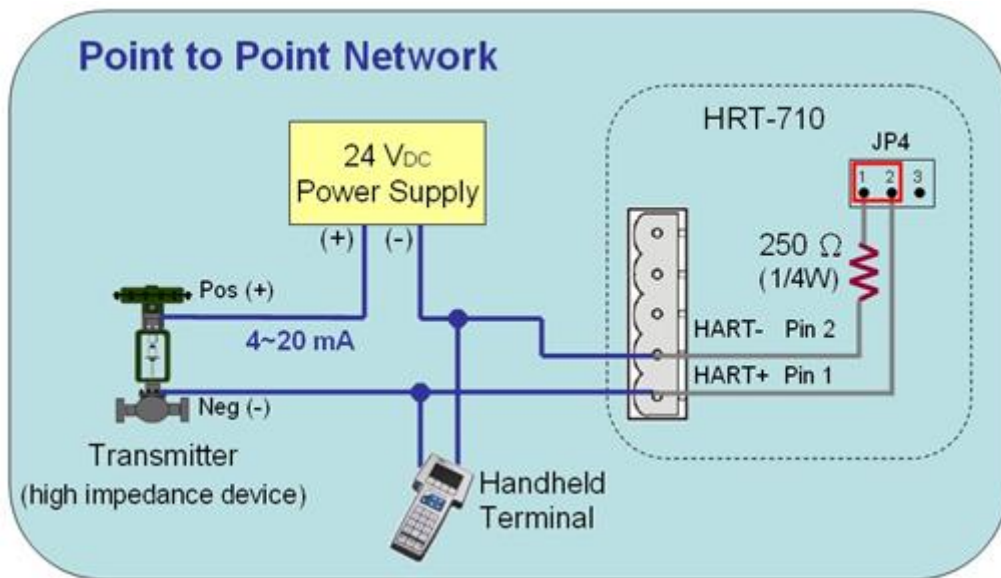 Point to Point Network
24 VDC
Power Supply
(+)
(-)
HRT-710
JP4
1
2
3
250 Ω
(1/4W)
Pos (+)
4~20 mA
HART- Pin 2
HART+ Pin 1
Neg (-)
Transmitter
(high impedance device)
Handheld
Terminal